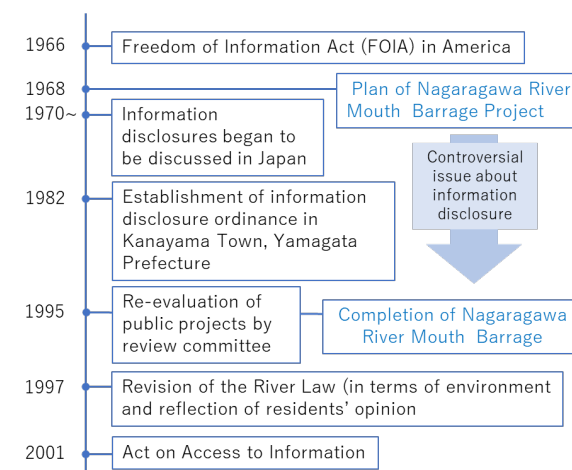 1966
Freedom of Information Act (FOIA) in America
1968
Plan of Nagaragawa River
Mouth Barrage Project
1970~
Information
disclosures began to
be discussed in Japan
Controversial
issue about
information
disclosure
1982
Establishment of information
disclosure ordinance in
Kanayama Town, Yamagata
Prefecture
1995
Re-evaluation of
public projects by
review committee
Completion of Nagaragawa
River Mouth Barrage
1997
Revision of the River Law (in terms of environment
and reflection of residents’ opinion
2001
Act on Access to Information